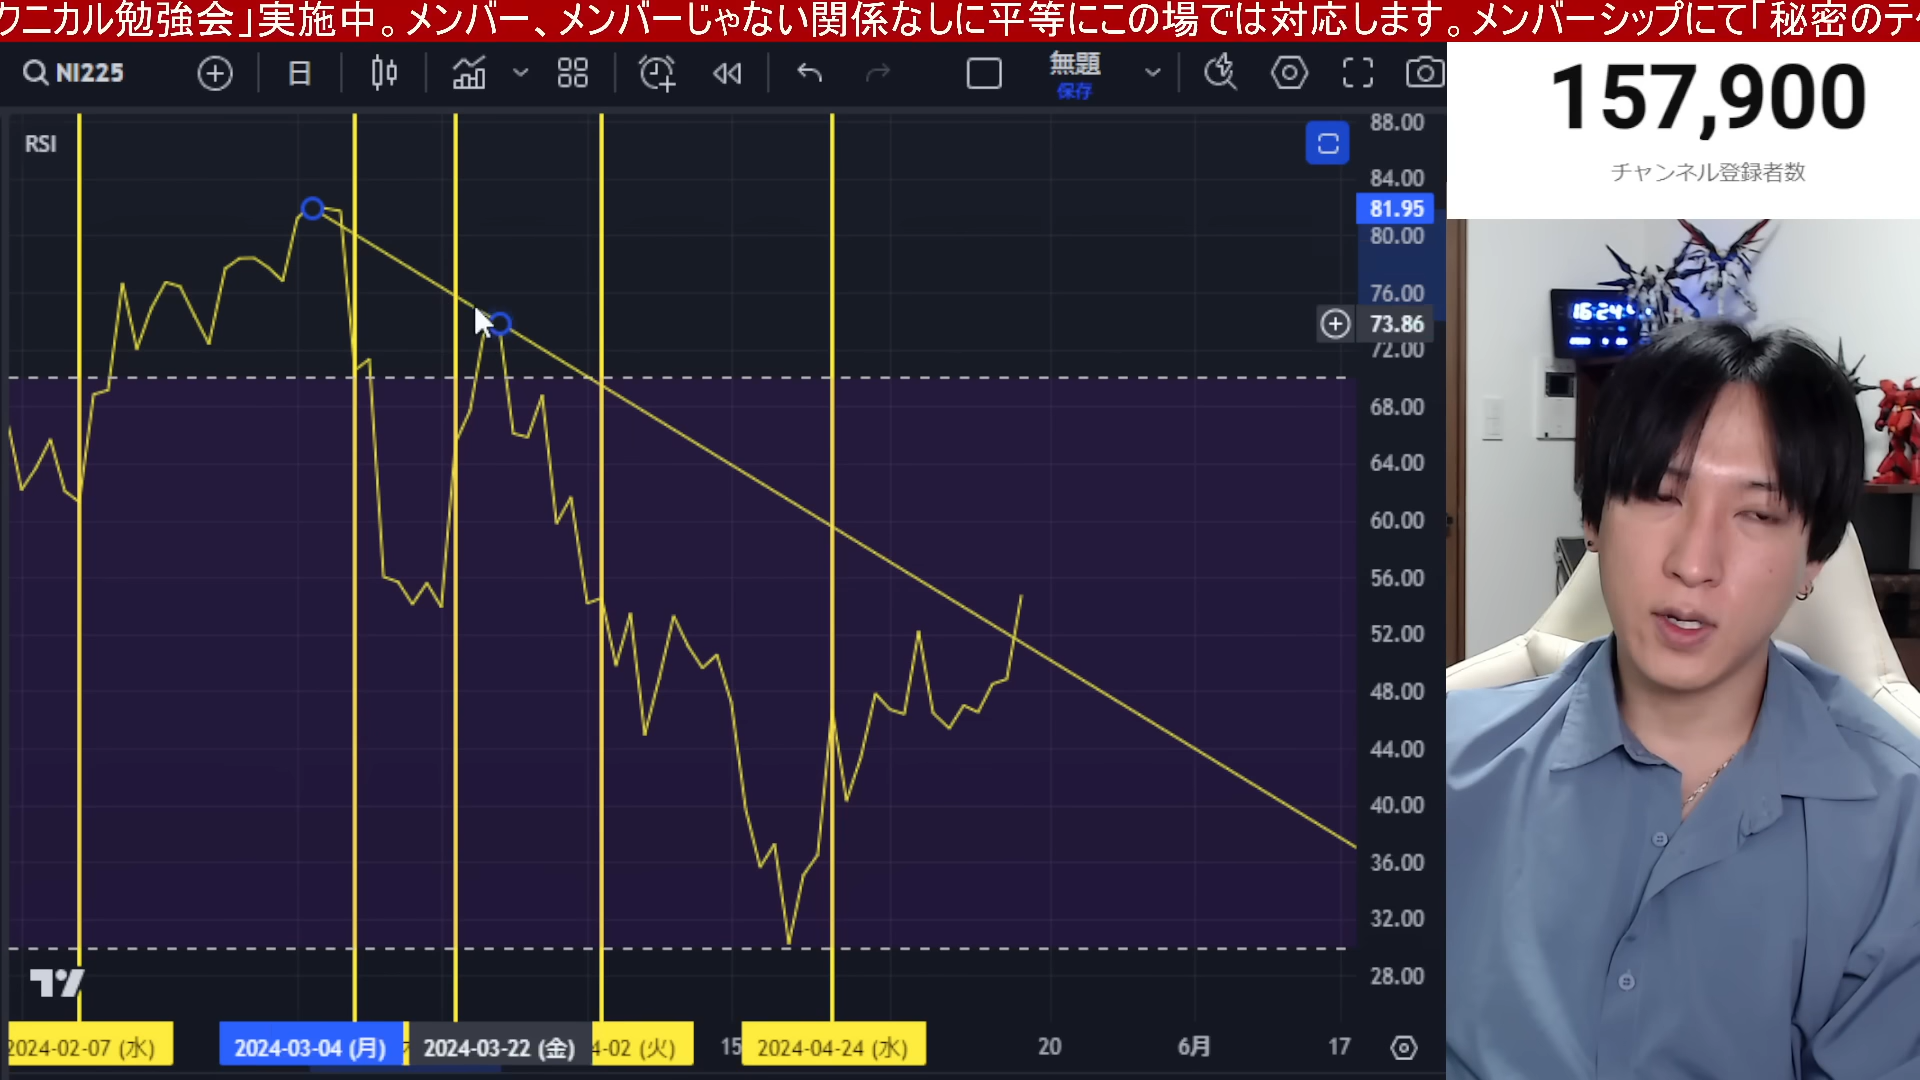 クニカル勉強会」実施中。メンバー、メンバーじゃない関係なしに平等にこの場では対応します。メンバーシップにて「秘密のテ
NI225
日
無題
保存
157,900
チャンネル登録者数
RSI
88.00
84.00
81.95
80.00
76.00
73.86
72.00
68.00
64.00
60.00
56.00
52.00
48.00
44.00
40.00
36.00
32.00
28.00
16:24
2024-02-07 (水)
2024-03-04 (月)
2024-03-22 (金)
4-02 (火)
15
2024-04-24 (水)
20
6月
17